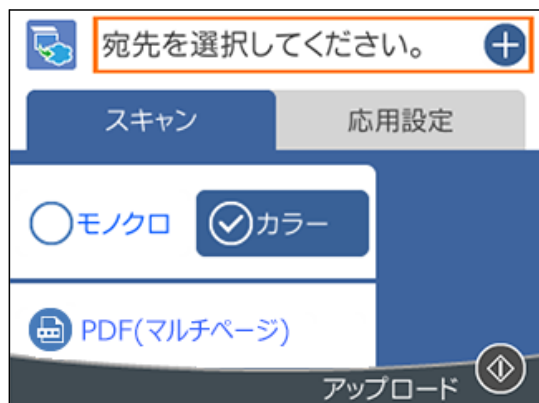 宛先を選択してください。
スキャン 応用設定
モノクロ カラー
PDF(マルチページ)
アップロード